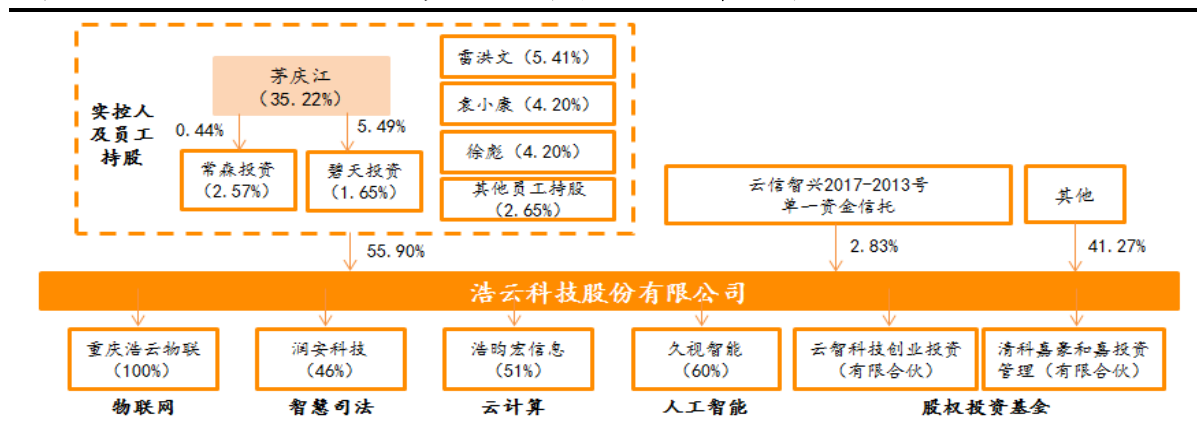 茅庆江
(35.22%)
雷洪文（5.41%）
袁小康（4.20%）
徐彪（4.20%）
其他员工持股
(2.65%)
实控人
及员工
持股
0.44%
5.49%
常森投资
(2.57%)
碧天投资
(1.65%)
云信智兴2017-2013号
单一资金信托
其他
55.90%
2.83%
41.27%
浩云科技股份有限公司
重庆浩云物联
(100%)
润安科技
(46%)
浩昀宏信息
(51%)
久视智能
(60%)
云智科技创业投资
（有限合伙）
清科嘉豪和嘉投资
管理（有限合伙）
物联网
智慧司法
云计算
人工智能
股权投资基金